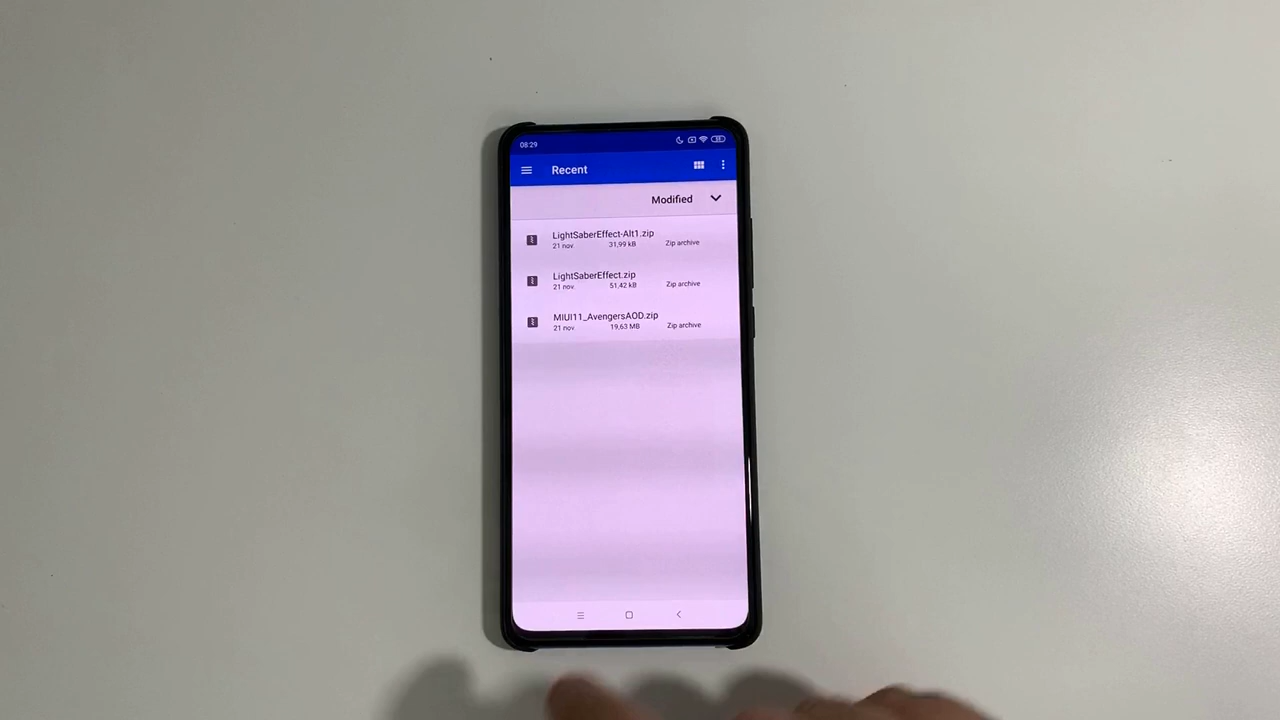 08:29
Recent
Modified
LightSaberEffect-Alt1.zip
21 nov. 31,99 kB Zip archive
LightSaberEffect.zip
21 nov. 51,42 kB Zip archive
MIUI11_AvengersAOD.zip
21 nov. 19,63 MB Zip archive